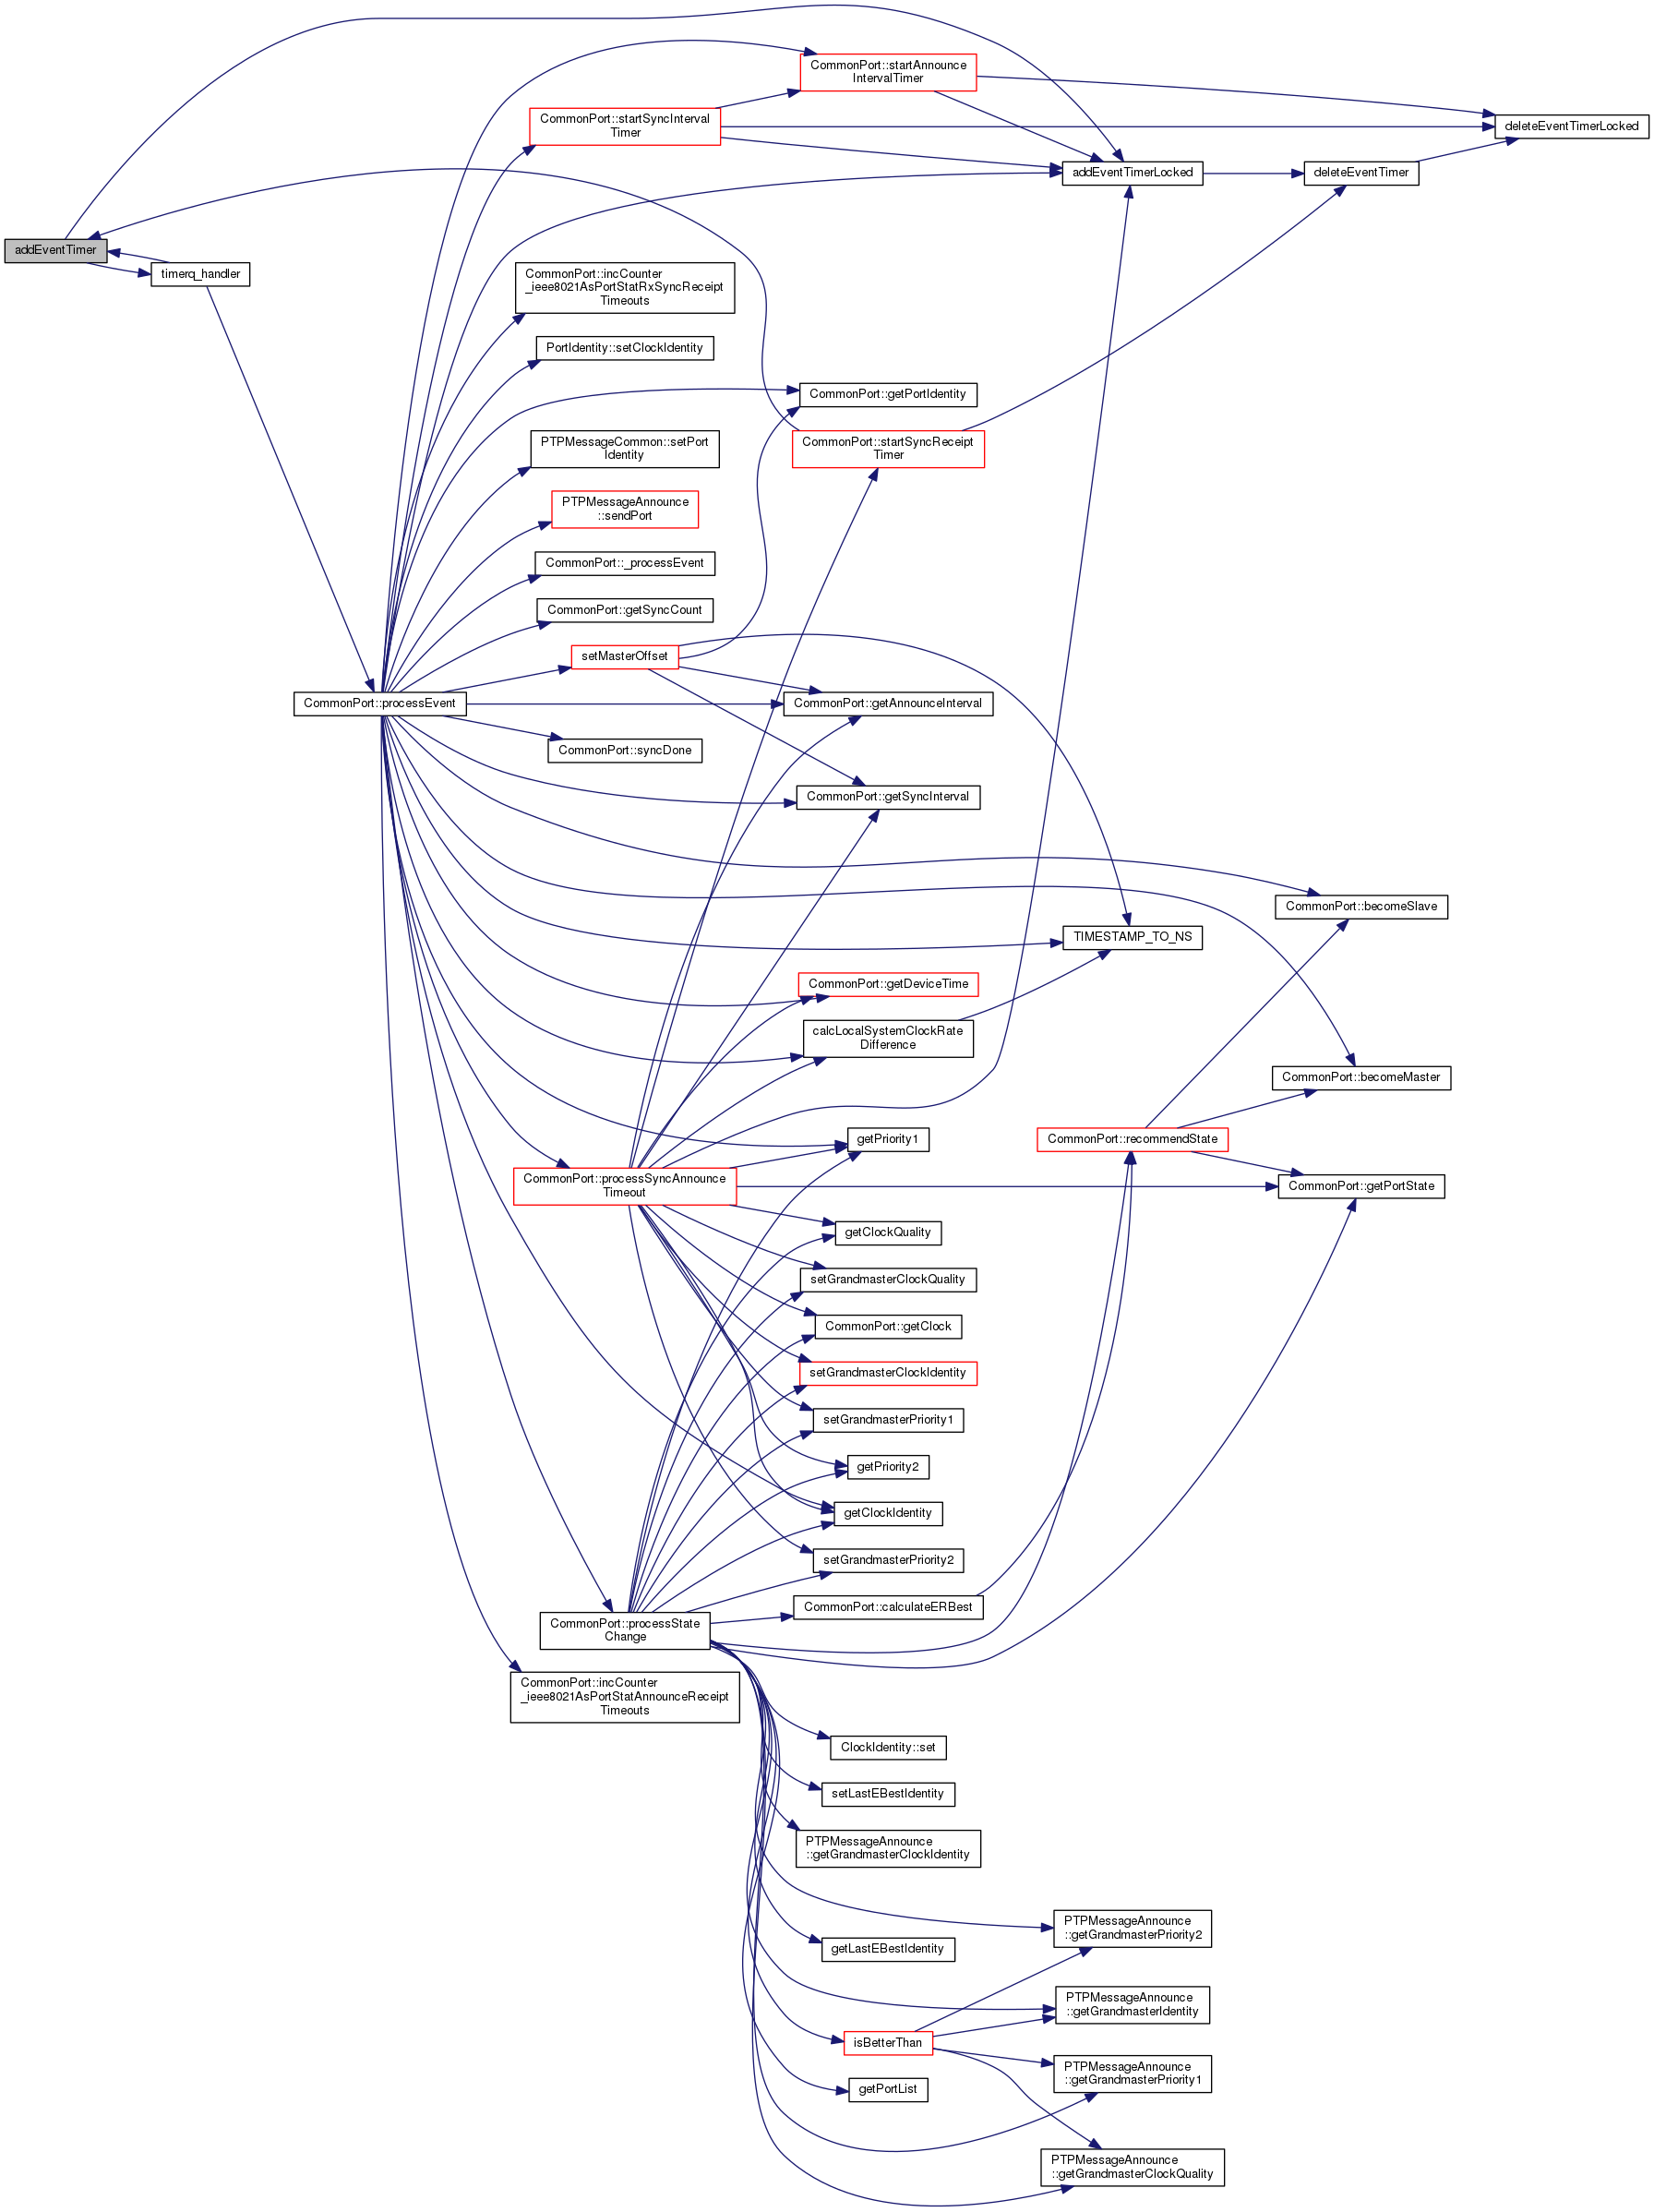 CommonPort::startAnnounce
IntervalTimer
CommonPort::startSyncInterval
Timer
deleteEventTimerLocked
addEventTimerLocked
deleteEventTimer
addEventTimer
timerq_handler
CommonPort::incCounter
_ieee8021AsPortStatRxSyncReceipt
Timeouts
PortIdentity::setClockIdentity
CommonPort::getPortIdentity
PTPMessageCommon::setPort
Identity
CommonPort::startSyncReceipt
Timer
PTPMessageAnnounce
::sendPort
CommonPort::_processEvent
CommonPort::getSyncCount
setMasterOffset
CommonPort::processEvent
CommonPort::getAnnounceInterval
CommonPort::syncDone
CommonPort::getSyncInterval
CommonPort::becomeSlave
TIMESTAMP_TO_NS
CommonPort::getDeviceTime
calcLocalSystemClockRate
Difference
CommonPort::becomeMaster
getPriority1
CommonPort::recommendState
CommonPort::processSyncAnnounce
Timeout
CommonPort::getPortState
getClockQuality
setGrandmasterClockQuality
CommonPort::getClock
setGrandmasterClockIdentity
setGrandmasterPriority1
getPriority2
getClockIdentity
setGrandmasterPriority2
CommonPort::calculateERBest
CommonPort::processState
Change
CommonPort::incCounter
_ieee8021AsPortStatAnnounceReceipt
Timeouts
ClockIdentity::set
setLastEBestIdentity
PTPMessageAnnounce
::getGrandmasterClockIdentity
PTPMessageAnnounce
::getGrandmasterPriority2
getLastEBestIdentity
PTPMessageAnnounce
::getGrandmasterIdentity
isBetterThan
PTPMessageAnnounce
::getGrandmasterPriority1
getPortList
PTPMessageAnnounce
::getGrandmasterClockQuality